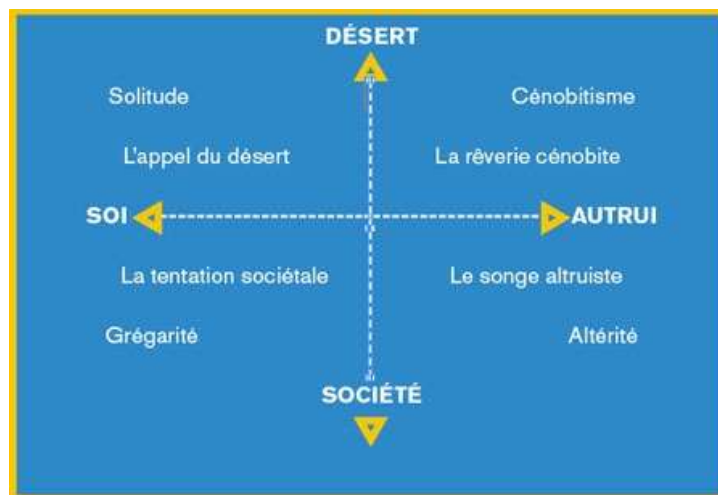 DÉSERT
Solitude
Cénobitisme
L'appel du désert
La rêverie cénobite
SOI
AUTRUI
La tentation sociétale
Le songe altruiste
Grégarité
Altérité
SOCIÉTÉ